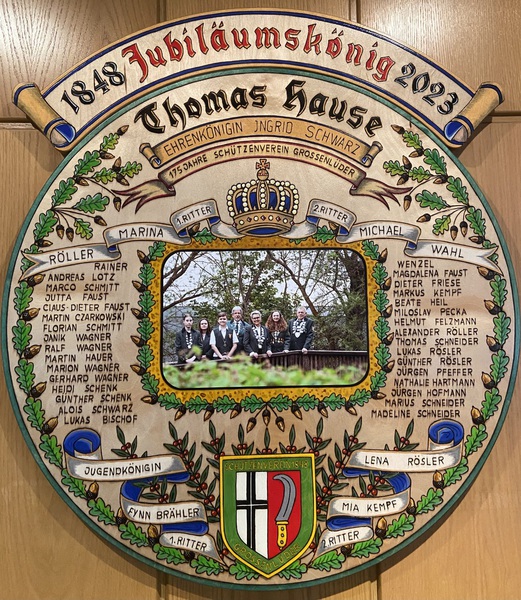 1848 Jubiläumskönig 2023
Thomas Hause
EHRENKÖNIGIN INGRID SCHWARZ
175 JAHRE SCHÜTZENVEREIN GROSSENLÜDER
1. RITTER
2. RITTER
MARINA
MICHAEL
RÖLLER
WAHL
RAINER
ANDREAS LOTZ
MARCO SCHMITT
JUTTA FAUST
CLAUS-DIETER FAUST
MARTIN CZARKOWSKI
FLORIAN SCHMITT
JANIK WAGNER
RALF WAGNER
MARTIN HAUER
MARION WAGNER
GERHARD WAGNER
HEIDI SCHENK
GÜNTHER SCHENK
ALOIS SCHWARZ
LUKAS BISCHOF
WENZEL
MAGDALENA FAUST
DIETER FRIESE
MARKUS KEMPF
BEATE HEIL
MILOSLAV PECKA
HELMUT FELZMANN
ALEXANDER RÖLLER
THOMAS SCHNEIDER
LUKAS RÖSLER
GÜNTHER RÖSLER
JÜRGEN PFEFFER
NATHALIE HARTMANN
JÜRGEN HOFMANN
MARIUS SCHNEIDER
MADELINE SCHNEIDER
JUGENDKÖNIGIN
LENA RÖSLER
FYNN BRÄHLER
MIA KEMPF
1. RITTER
2. RITTER
SCHÜTZENVEREIN 1848